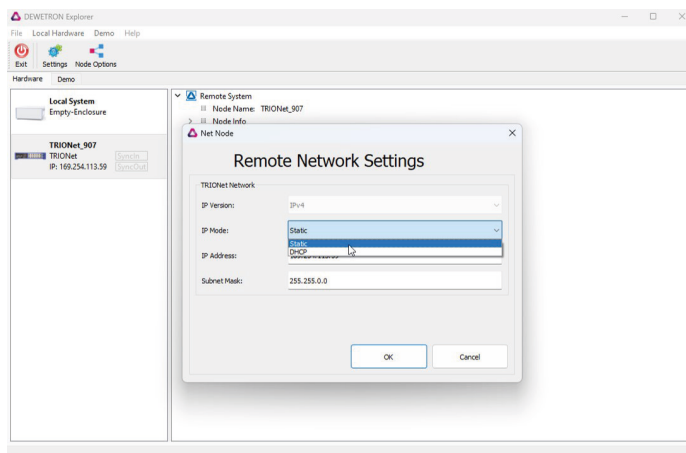 DEWETRON Explorer
File Local Hardware Demo Help
Exit Settings Node Options
Hardware Demo
Local System
Empty-Enclosure
TRIONet_907
TRIONet
SyncIn
IP: 169.254.113.59
SyncOut
Remote System
Node Name: TRIONet_907
Node Info
Net Node
Remote Network Settings
TRIONet Network
IP Version: IPv4
IP Mode: Static
Static
DHCP
IP Address:
Subnet Mask: 255.255.0.0
OK Cancel